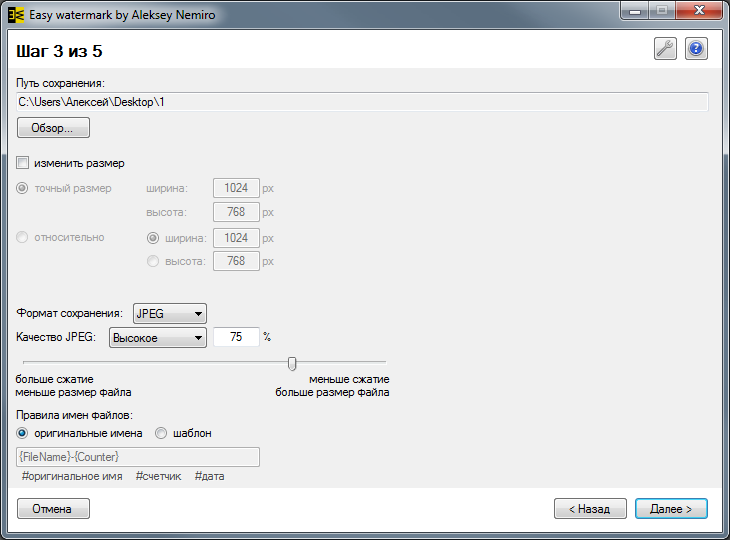 Easy watermark by Aleksey Nemiro
Шаг 3 из 5
Путь сохранения:
C:\Users\Алексей\Desktop\1
Обзор...
изменить размер
точный размер ширина: 1024 px
высота: 768 px
относительно ширина: 1024 px
высота: 768 px
Формат сохранения: JPEG
Качество JPEG: Высокое 75 %
больше сжатие меньше сжатие
меньше размер файла больше размер файла
Правила имен файлов:
оригинальные имена шаблон
{FileName}-{Counter}
#оригинальное имя #счетчик #дата
Отмена < Назад Далее >